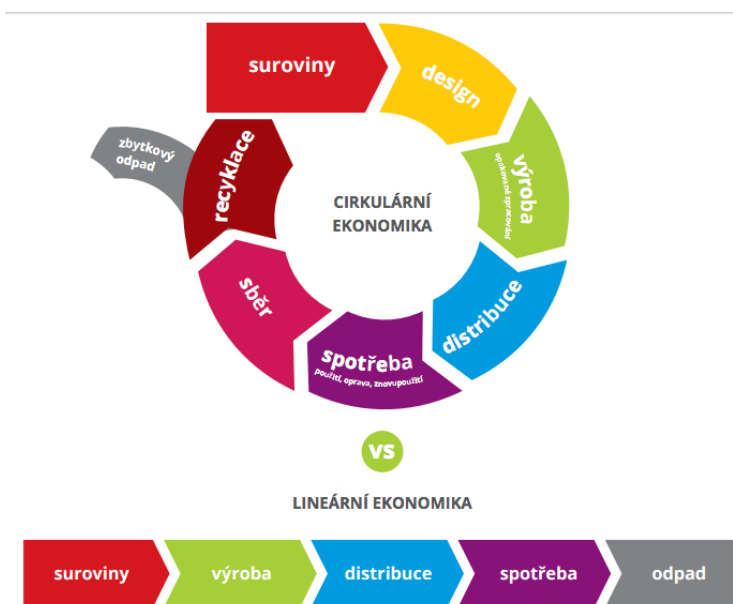 suroviny
design
výroba
opakované zpracování
distribuce
spotřeba
použití, oprava, znovupoužití
sběr
recyklace
zbytkový
odpad
CIRKULÁRNÍ
EKONOMIKA
VS
LINEÁRNÍ EKONOMIKA
suroviny
výroba
distribuce
spotřeba
odpad